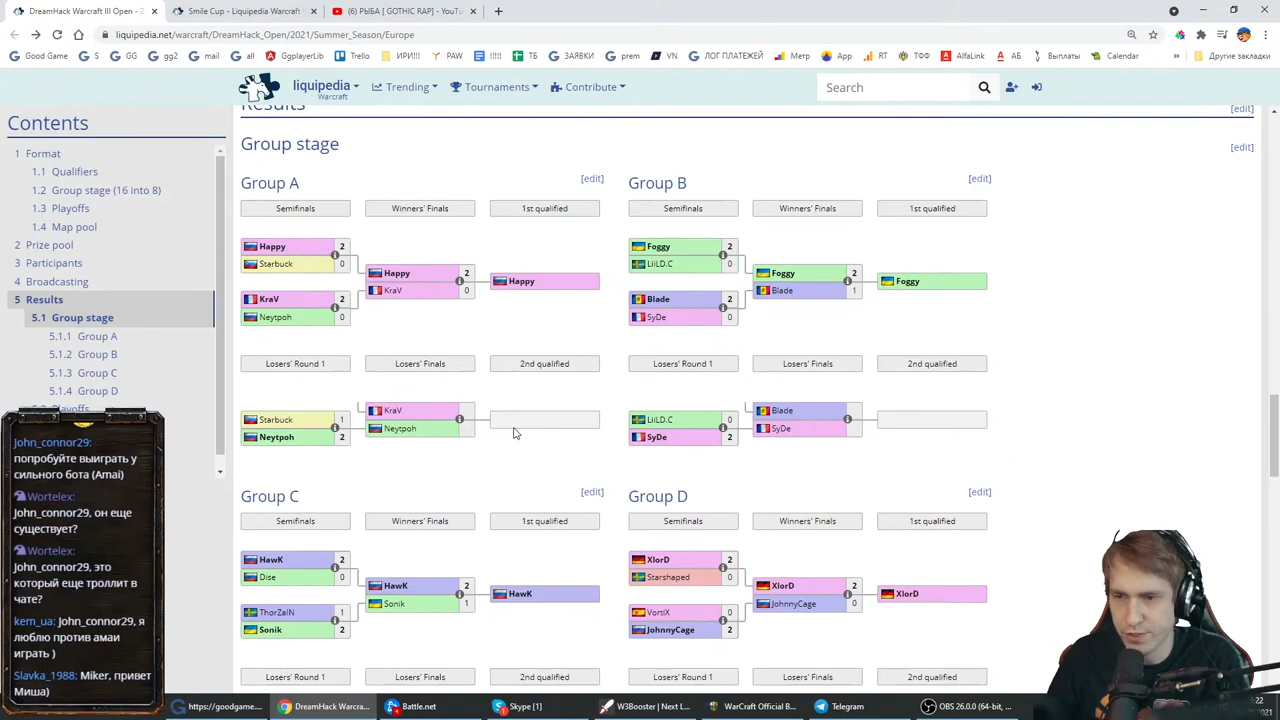 DreamHack Warcraft III Open - 2
Smile Cup - Liquipedia Warcraft
(6) РЫБА [ GOTHIC RAP] - YouTu
liquipedia.net/warcraft/DreamHack_Open/2021/Summer_Season/Europe
Good Game
S
GG
gg2
mail
all
GgplayerLab
Trello
ИРИ!!!
PAW
!!!!
ТБ
ЗАЯВКИ
prem
VN
ЛОГ ПЛАТЕЖЕЙ
Метр
App
RT
ТФФ
AlfaLink
АБ
Выплаты
Calendar
»
Другие закладки
liquipedia
Warcraft
Trending
Tournaments
Contribute
Search
Contents
1 Format
1.1 Qualifiers
1.2 Group stage (16 into 8)
1.3 Playoffs
1.4 Map pool
2 Prize pool
3 Participants
4 Broadcasting
5 Results
5.1 Group stage
5.1.1 Group A
5.1.2 Group B
5.1.3 Group C
5.1.4 Group D
Results
[edit]
Group stage
[edit]
Group A
[edit]
Semifinals
Winners' Finals
1st qualified
Happy 2
Starbuck 0
KraV 2
Neytpoh 0
Happy 2
KraV 0
Happy
Losers' Round 1
Losers' Finals
2nd qualified
Starbuck 1
Neytpoh 2
KraV
Neytpoh
Group B
[edit]
Semifinals
Winners' Finals
1st qualified
Foggy 2
LiiLD.C 0
Blade 2
SyDe 0
Foggy 2
Blade 1
Foggy
Losers' Round 1
Losers' Finals
2nd qualified
LiiLD.C 0
SyDe 2
Blade
SyDe
Group C
[edit]
Semifinals
Winners' Finals
1st qualified
HawK 2
Dise 0
ThorZaIN 1
Sonik 2
HawK 2
Sonik 1
HawK
Losers' Round 1
Losers' Finals
2nd qualified
Group D
[edit]
Semifinals
Winners' Finals
1st qualified
XlorD 2
Starshaped 0
VortiX 0
JohnnyCage 2
XlorD 2
JohnnyCage 0
XlorD
Losers' Round 1
Losers' Finals
2nd qualified
John_connor29:
попробуйте выиграть у
сильного бота (Amai)
Wortelex:
John_connor29, он еще
существует?
Wortelex:
John_connor29, это
который еще троллит в
чате?
kem_ua: John_connor29, я
люблю против амаи
играть )
Slavka_1988: Miker, привет
Миша)
https://goodgame.
DreamHack Warcra...
Battle.net
Skype [1]
W3Booster | Next L...
WarCraft Official B...
Telegram
OBS 26.0.0 (64-bit, ...